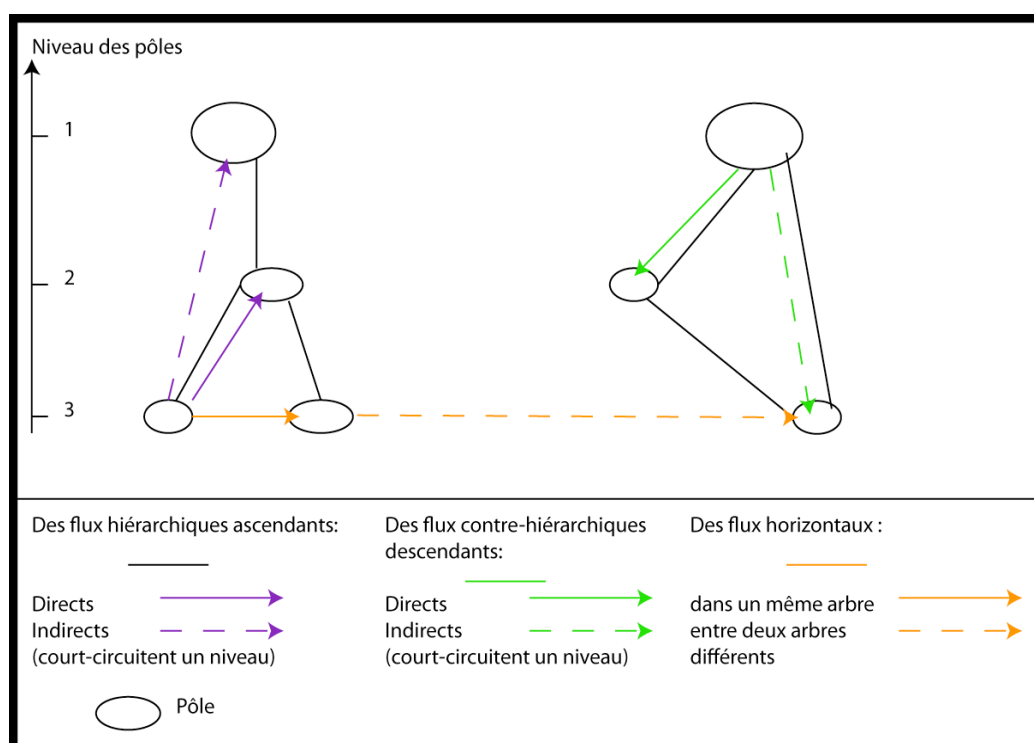 Niveau des pôles
1
2
3
Des flux hiérarchiques ascendants:
Directs
Indirects
(court-circuitent un niveau)
Des flux contre-hiérarchiques
descendants:
Directs
Indirects
(court-circuitent un niveau)
Des flux horizontaux :
dans un même arbre
entre deux arbres
différents
Pôle